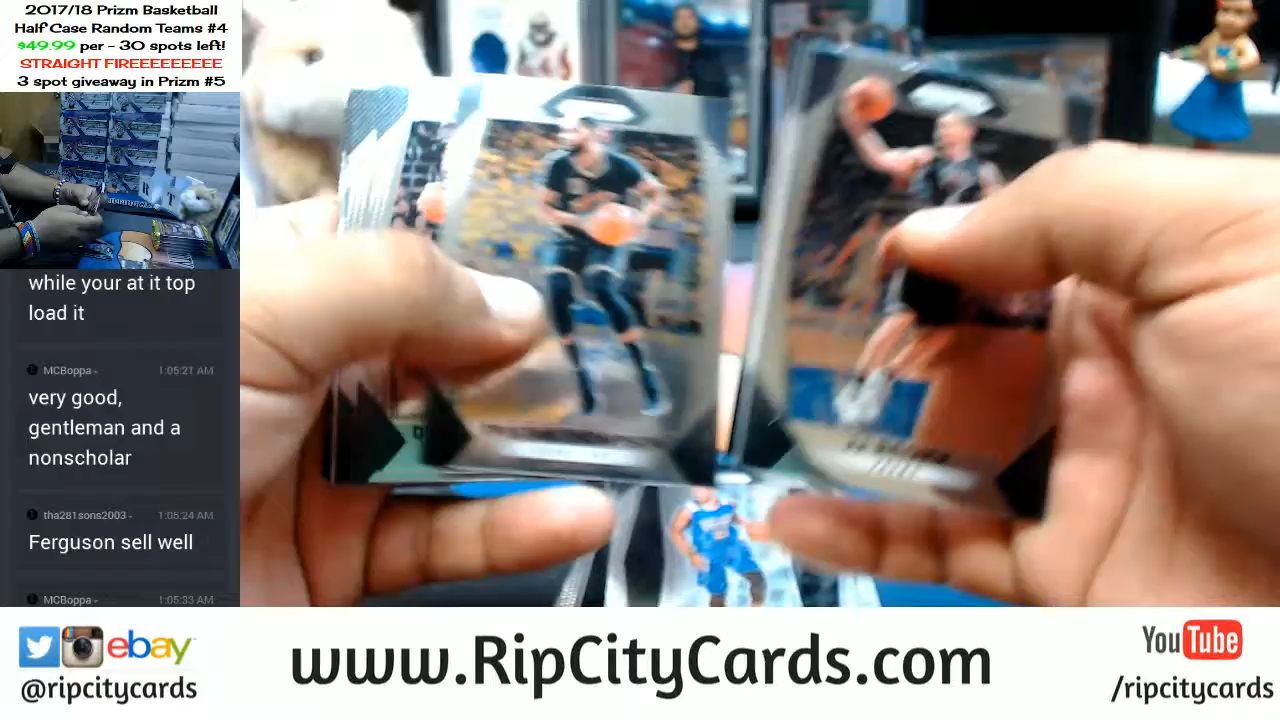 2017/18 Prizm Basketball
Half Case Random Teams #4
$49.99 per - 30 spots left!
STRAIGHT FIREEEEEEEEE
3 spot giveaway in Prizm #5
while your at it top
load it
MCBoppa - 1:05:21 AM
very good,
gentleman and a
nonscholar
tha281sons2003 - 1:05:24 AM
Ferguson sell well
MCBoppa - 1:05:33 AM
ebay
@ripcitycards
www.RipCityCards.com
YouTube
/ripcitycards